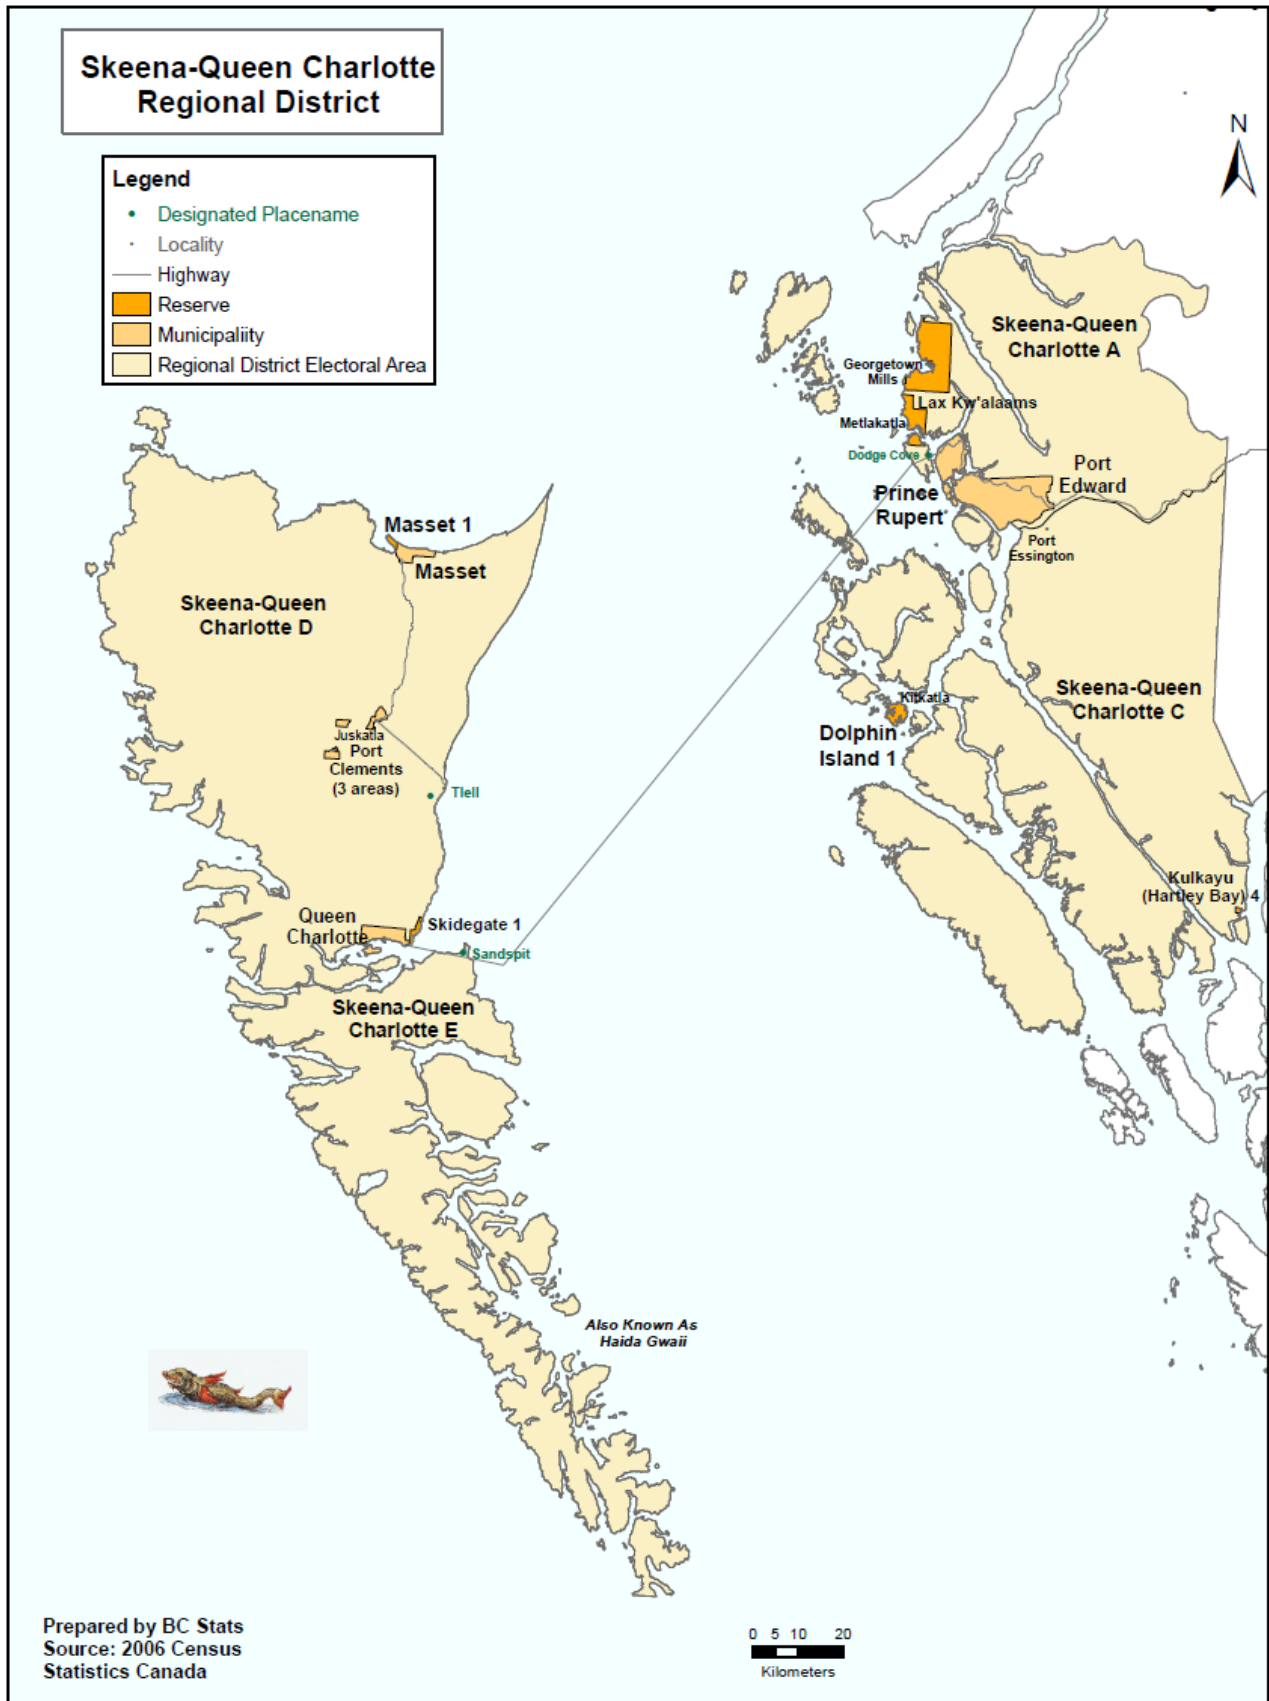 Skeena-Queen Charlotte
Regional District
Legend
Designated Placename
Locality
Highway
Reserve
Municipaliity
Regional District Electoral Area
N
Skeena-Queen
Charlotte A
Georgetown
Mills
Lax Kw'alaams
Metlakatla
Dodge Cove
Port
Edward
Prince
Rupert
Port
Essington
Masset 1
Masset
Skeena-Queen
Charlotte D
Kitkatla
Skeena-Queen
Charlotte C
Dolphin
Island 1
Juskatla
Port
Clements
(3 areas)
Tlell
Kulkayu
(Hartley Bay) 4
Queen
Charlotte
Skidegate 1
Sandspit
Skeena-Queen
Charlotte E
Also Known As
Haida Gwaii
Prepared by BC Stats
Source: 2006 Census
Statistics Canada
0 5 10 20
Kilometers